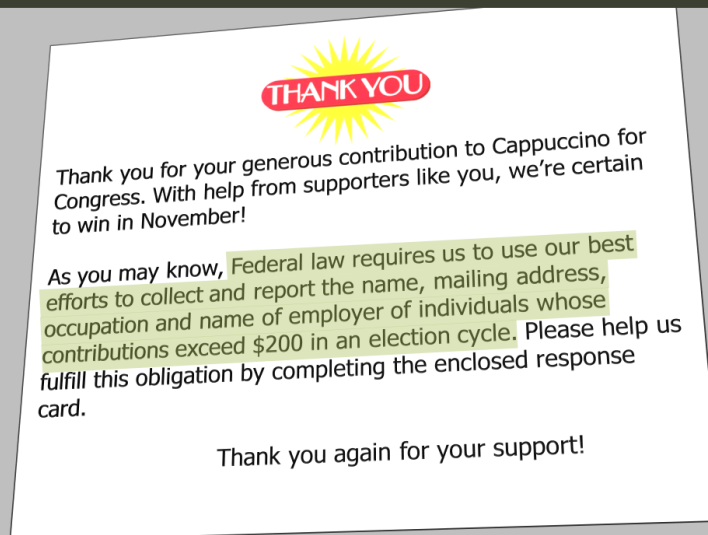 THANK YOU
Thank you for your generous contribution to Cappuccino for
Congress. With help from supporters like you, we're certain
to win in November!
As you may know, Federal law requires us to use our best
efforts to collect and report the name, mailing address,
occupation and name of employer of individuals whose
contributions exceed $200 in an election cycle. Please help us
fulfill this obligation by completing the enclosed response
card.
Thank you again for your support!